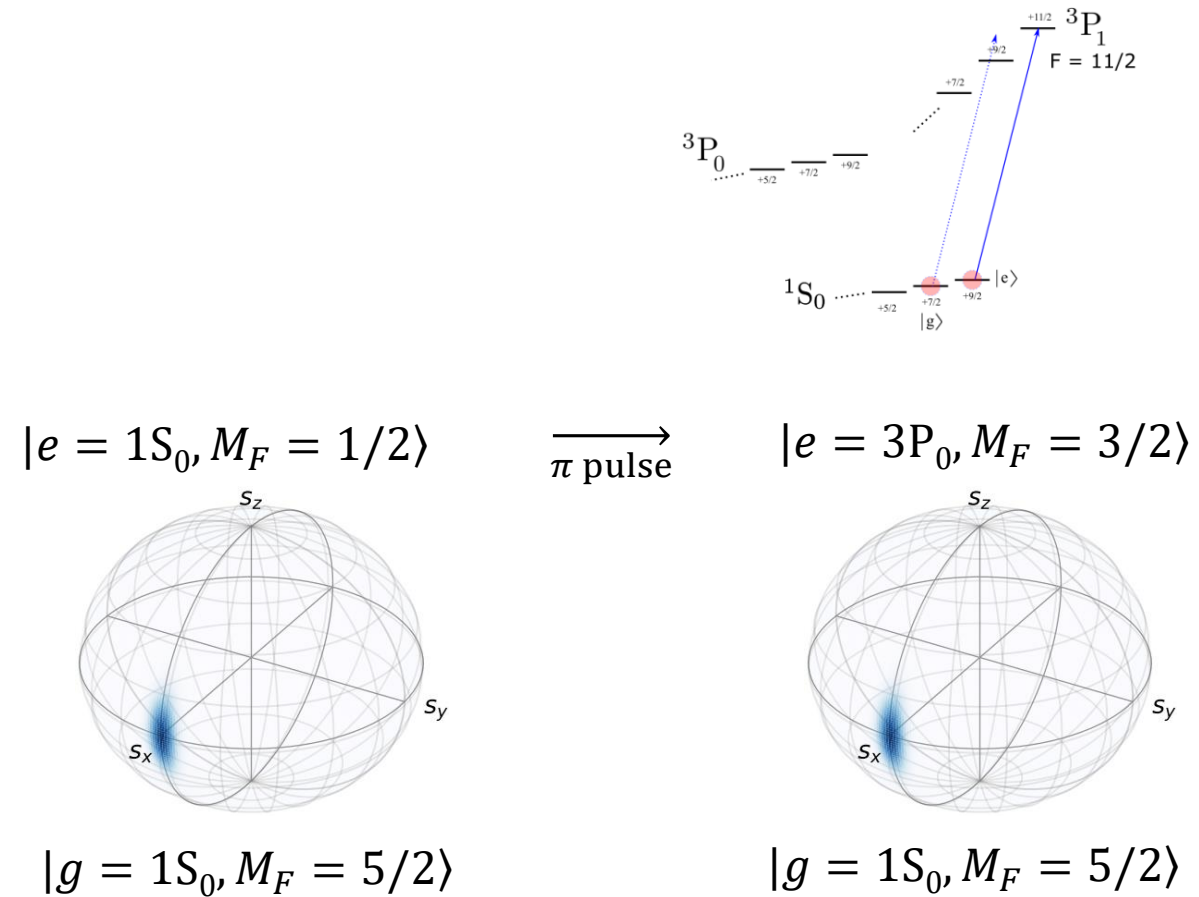 +11/2 ³P₁
+9/2
F = 11/2
+7/2
³P₀
+5/2 +7/2 +9/2
¹S₀
+5/2 +7/2 +9/2 |e⟩
|g⟩
|e = 1S₀, M_F = 1/2⟩
π pulse
|e = 3P₀, M_F = 3/2⟩
s_z
s_y
s_x
s_z
s_y
s_x
|g = 1S₀, M_F = 5/2⟩
|g = 1S₀, M_F = 5/2⟩